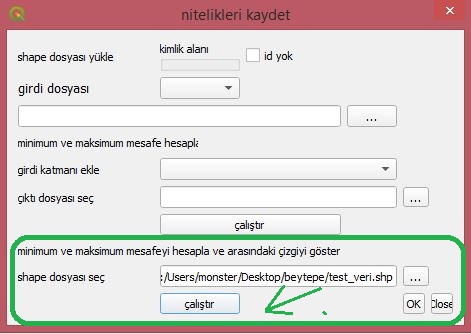 nitelikleri kaydet
kimlik alanı
shape dosyası yükle
id yok
girdi dosyası
...
minimum ve maksimum mesafe hesapla
girdi katmanı ekle
çıktı dosyası seç
...
çalıştır
minimum ve maksimum mesafeyi hesapla ve arasındaki çizgiyi göster
shape dosyası seç
:/Users/monster/Desktop/beytepe/test_veri.shp
...
çalıştır
OK
Close